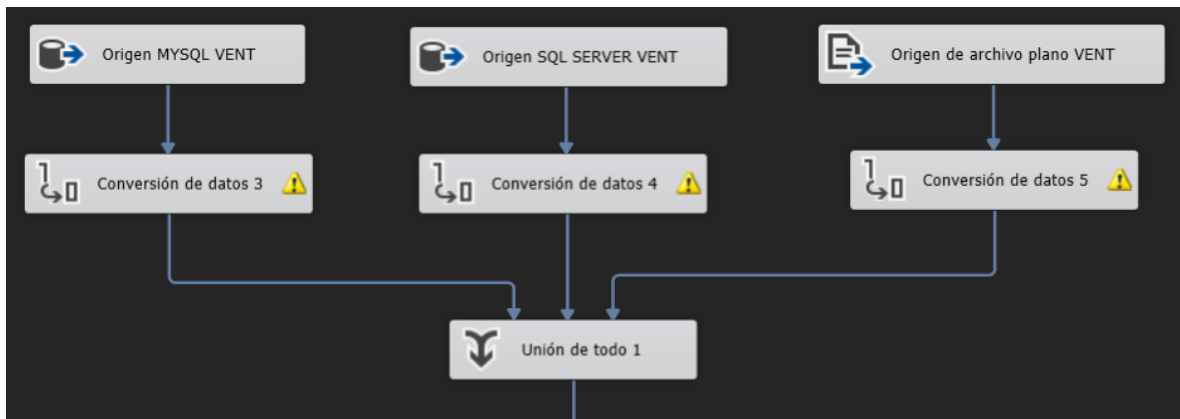 Origen MYSQL VENT
Origen SQL SERVER VENT
Origen de archivo plano VENT
Conversión de datos 3
Conversión de datos 4
Conversión de datos 5
Unión de todo 1